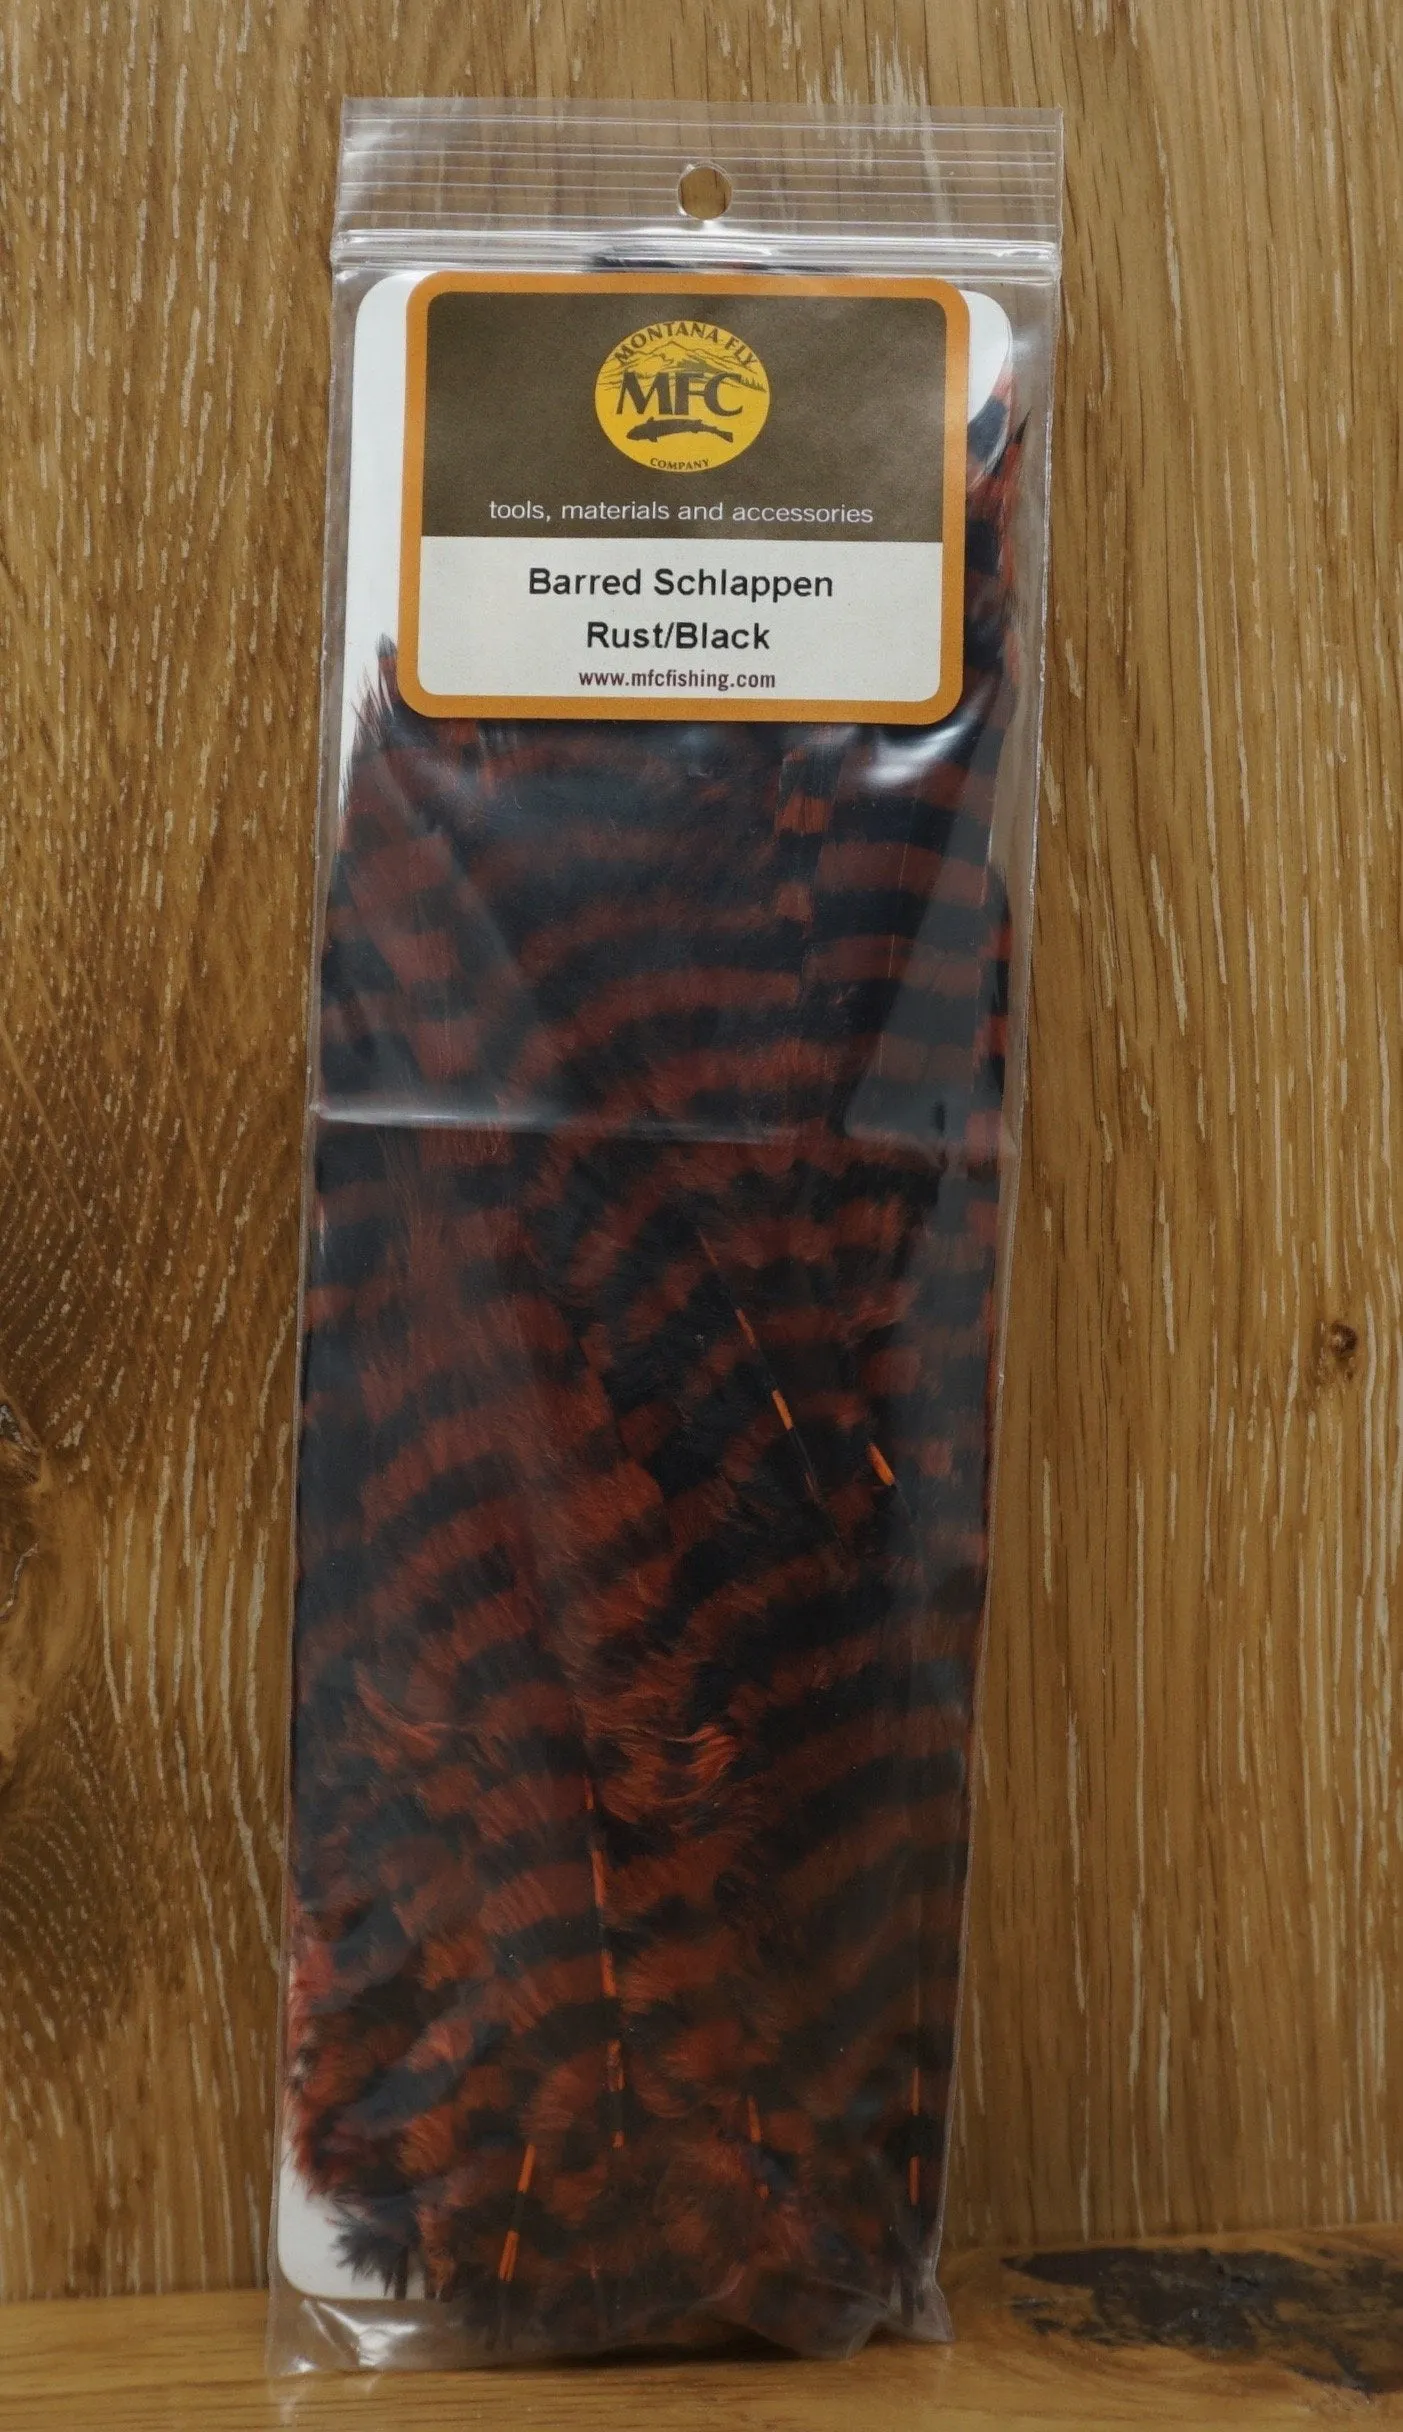 MONTANA FLY
MFC
COMPANY
tools, materials and accessories
Barred Schlappen
Rust/Black
www.mfcfishing.com